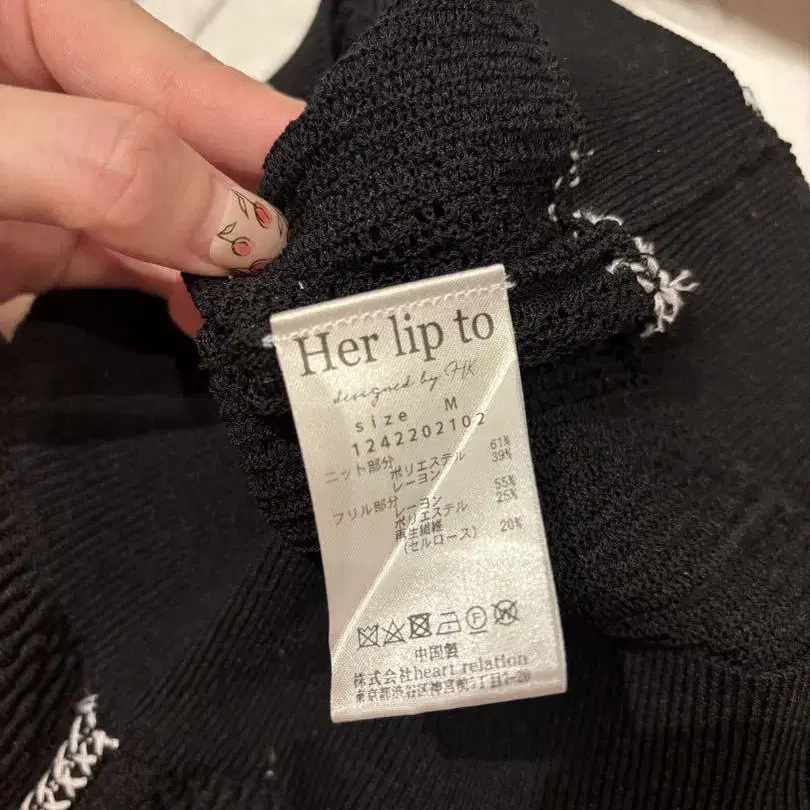 Her lip to
designed by HK
size M
1242202102
ニット部分 ポリエステル 61%
レーヨン 39%
フリル部分 レーヨン 55%
ポリエステル 25%
再生繊維 20%
(セルロース)
中国製
株式会社heart relation
東京都渋谷区神宮前